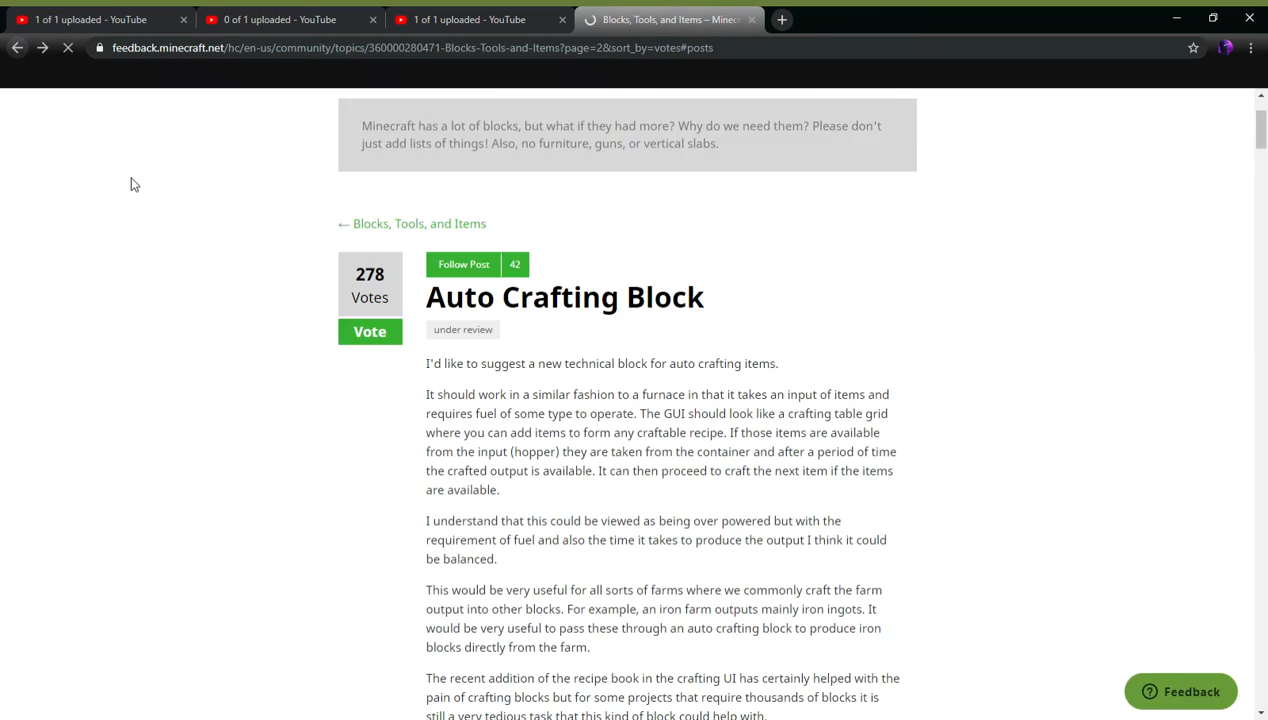 1 of 1 uploaded - YouTube
0 of 1 uploaded - YouTube
1 of 1 uploaded - YouTube
Blocks, Tools, and Items – Minec
feedback.minecraft.net/hc/en-us/community/topics/360000280471-Blocks-Tools-and-Items?page=2&sort_by=votes#posts
Minecraft has a lot of blocks, but what if they had more? Why do we need them? Please don't
just add lists of things! Also, no furniture, guns, or vertical slabs.
← Blocks, Tools, and Items
278
Votes
Vote
Follow Post 42
Auto Crafting Block
under review
I'd like to suggest a new technical block for auto crafting items.
It should work in a similar fashion to a furnace in that it takes an input of items and
requires fuel of some type to operate. The GUI should look like a crafting table grid
where you can add items to form any craftable recipe. If those items are available
from the input (hopper) they are taken from the container and after a period of time
the crafted output is available. It can then proceed to craft the next item if the items
are available.
I understand that this could be viewed as being over powered but with the
requirement of fuel and also the time it takes to produce the output I think it could
be balanced.
This would be very useful for all sorts of farms where we commonly craft the farm
output into other blocks. For example, an iron farm outputs mainly iron ingots. It
would be very useful to pass these through an auto crafting block to produce iron
blocks directly from the farm.
The recent addition of the recipe book in the crafting UI has certainly helped with the
pain of crafting blocks but for some projects that require thousands of blocks it is
still a very tedious task that this kind of block could help with.
Feedback